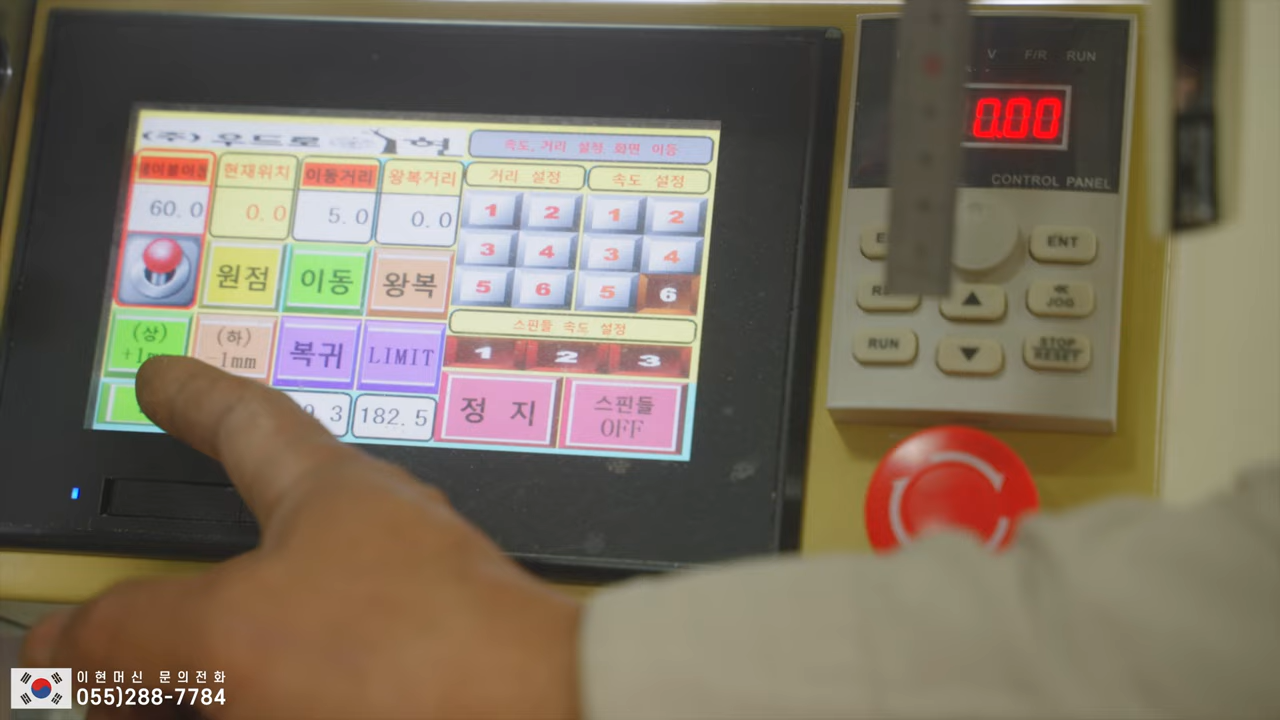 (주) 우드로 이현
속도, 거리 설정 화면 이동
현재위치 이동거리 왕복거리 거리 설정 속도 설정
60.0 0.0 5.0 0.0
1 2 1 2
3 4 3 4
5 6 5 6
원점 이동 왕복
스핀들 속도 설정
1 2 3
(상)
+1m
(하)
-1mm
복귀 LIMIT
9.3 182.5
정 지
스핀들
OFF
V F/R RUN
0.00
CONTROL PANEL
ENT
JOG
RUN
STOP
RESET
이현머신 문의전화
055)288-7784